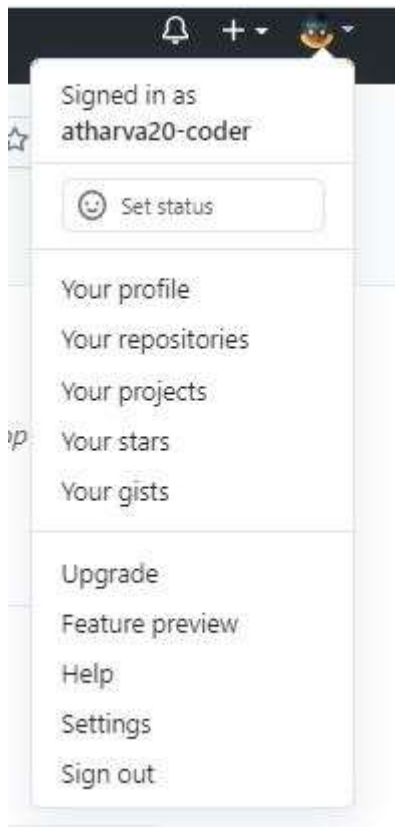 Signed in as
atharva20-coder
Set status
Your profile
Your repositories
Your projects
op
Your stars
Your gists
Upgrade
Feature preview
Help
Settings
Sign out